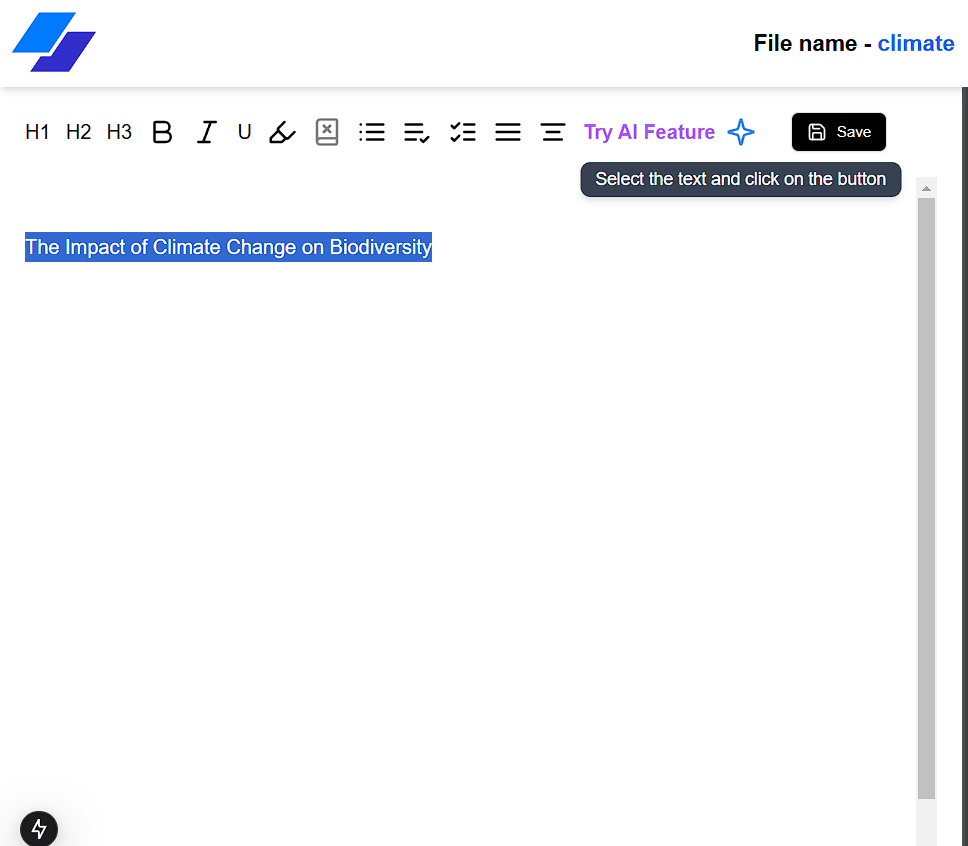 File name - climate
H1 H2 H3 B I U Try AI Feature Save
Select the text and click on the button
The Impact of Climate Change on Biodiversity